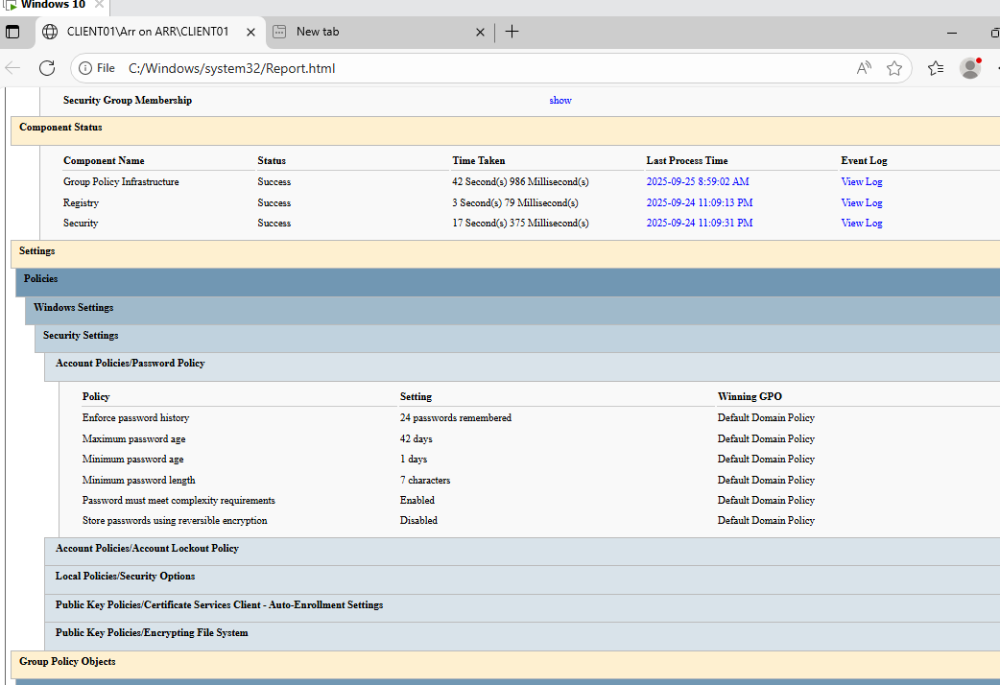 Windows 10
CLIENT01\Arr on ARR\CLIENT01
New tab
File C:/Windows/system32/Report.html
Security Group Membership show
Component Status
Component Name Status Time Taken Last Process Time Event Log
Group Policy Infrastructure Success 42 Second(s) 986 Millisecond(s) 2025-09-25 8:59:02 AM View Log
Registry Success 3 Second(s) 79 Millisecond(s) 2025-09-24 11:09:13 PM View Log
Security Success 17 Second(s) 375 Millisecond(s) 2025-09-24 11:09:31 PM View Log
Settings
Policies
Windows Settings
Security Settings
Account Policies/Password Policy
Policy Setting Winning GPO
Enforce password history 24 passwords remembered Default Domain Policy
Maximum password age 42 days Default Domain Policy
Minimum password age 1 days Default Domain Policy
Minimum password length 7 characters Default Domain Policy
Password must meet complexity requirements Enabled Default Domain Policy
Store passwords using reversible encryption Disabled Default Domain Policy
Account Policies/Account Lockout Policy
Local Policies/Security Options
Public Key Policies/Certificate Services Client - Auto-Enrollment Settings
Public Key Policies/Encrypting File System
Group Policy Objects